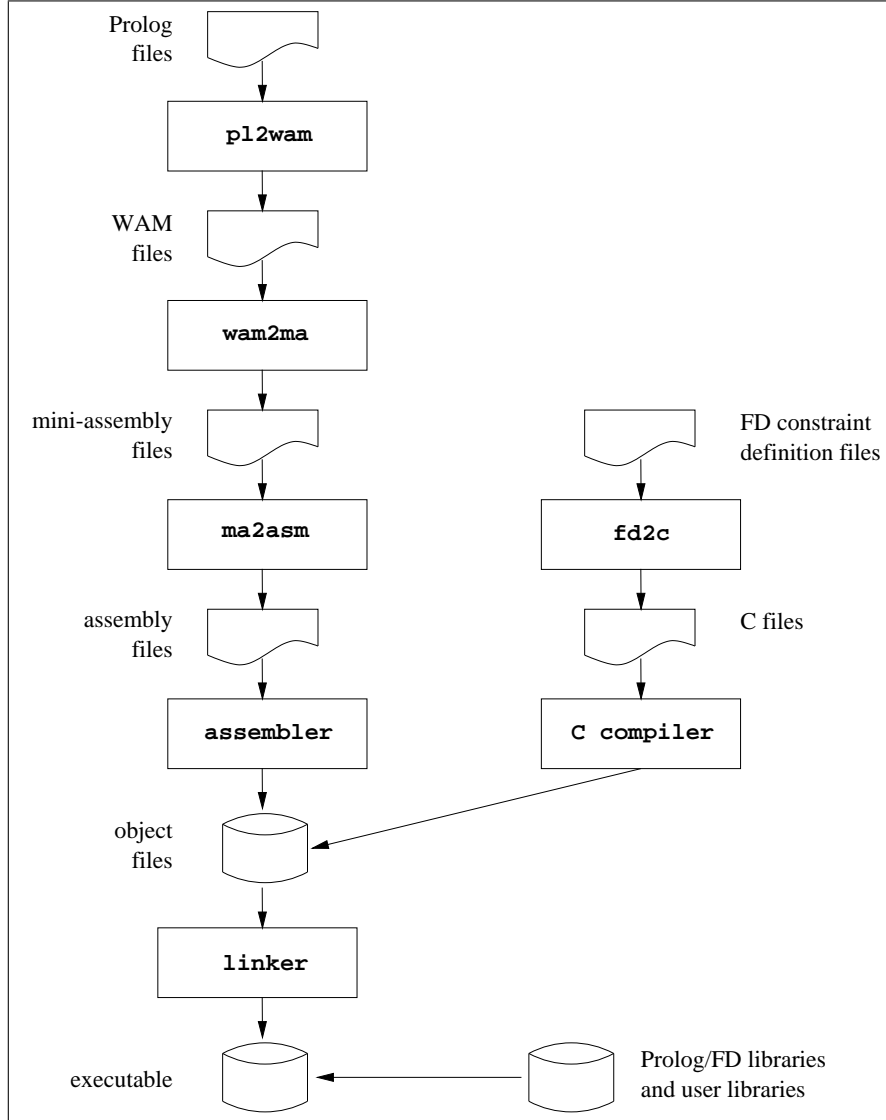 Prolog
files
pl2wam
WAM
files
wam2ma
mini-assembly
files
FD constraint
definition files
ma2asm
fd2c
assembly
files
C files
assembler
C compiler
object
files
linker
executable
Prolog/FD libraries
and user libraries